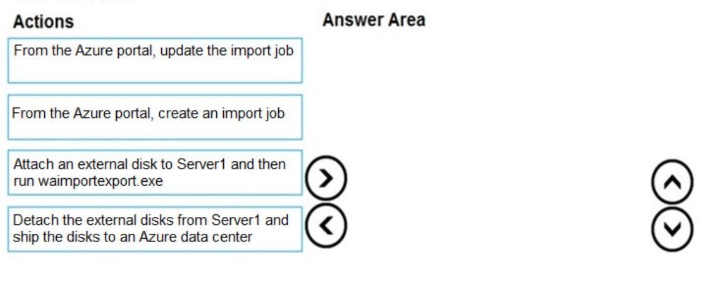 Actions
Answer Area
From the Azure portal, update the import job
From the Azure portal, create an import job
Attach an external disk to Server1 and then
run waimportexport.exe
Detach the external disks from Server1 and
ship the disks to an Azure data center